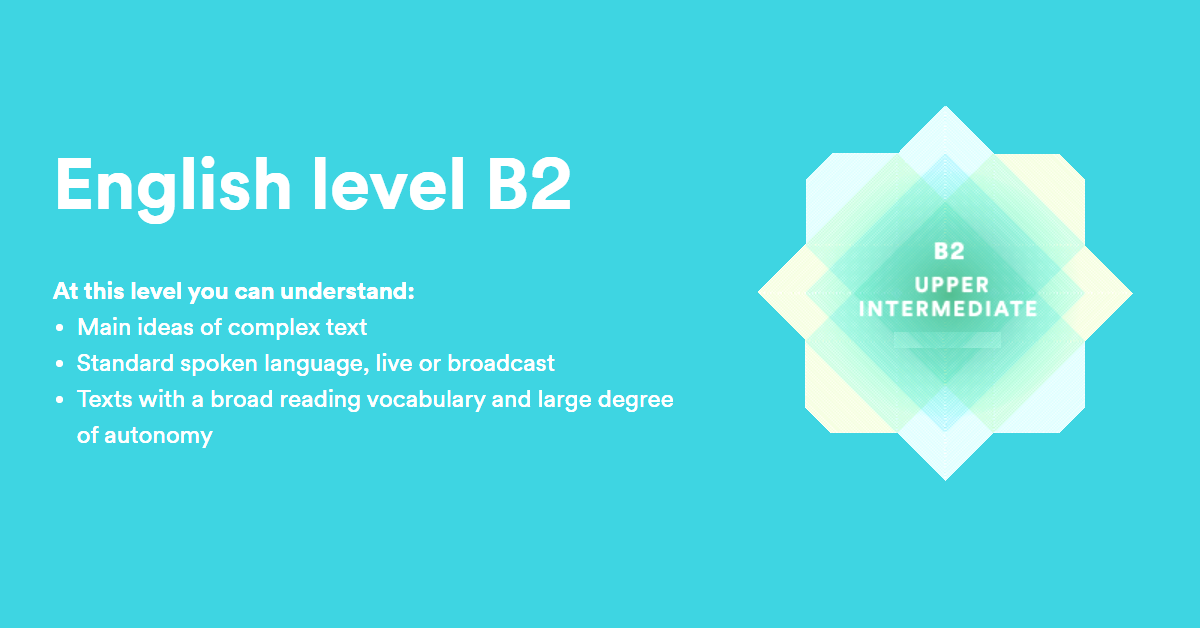 English level B2
At this level you can understand:
• Main ideas of complex text
• Standard spoken language, live or broadcast
• Texts with a broad reading vocabulary and large degree
of autonomy
B2
UPPER
INTERMEDIATE